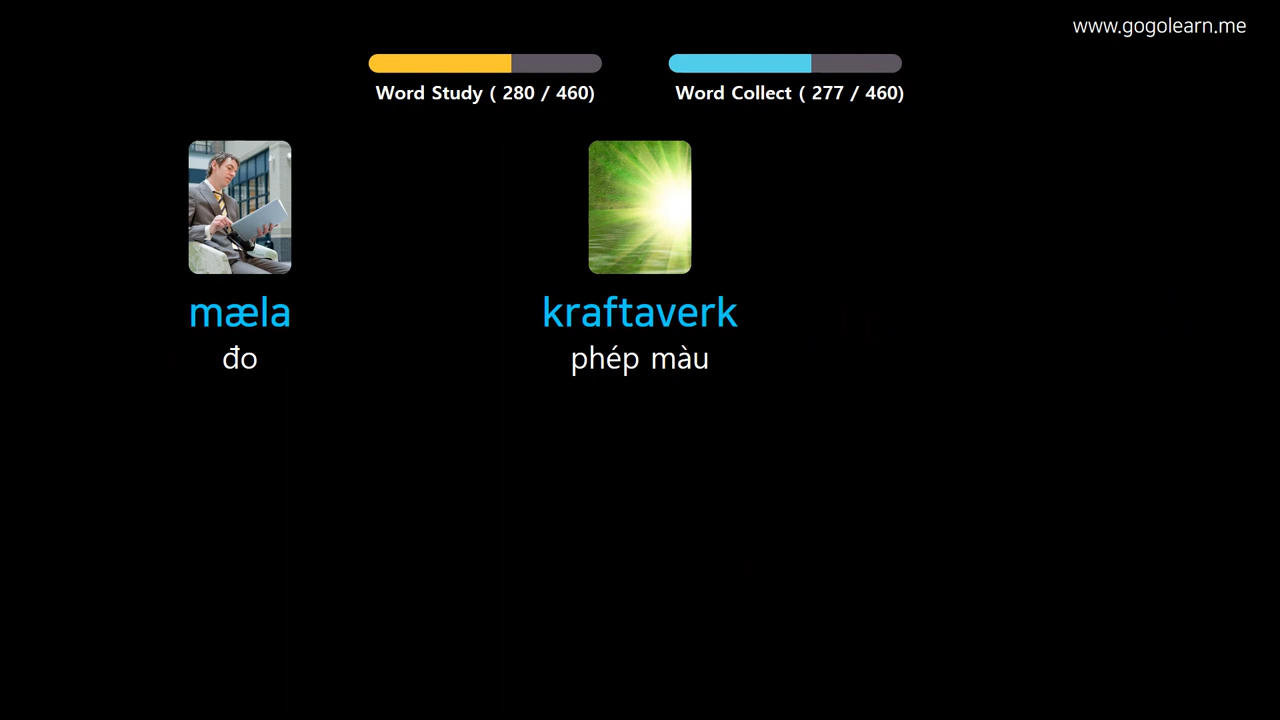 www.gogolearn.me
Word Study ( 280 / 460)
Word Collect ( 277 / 460)
mæla
kraftaverk
đo
phép màu